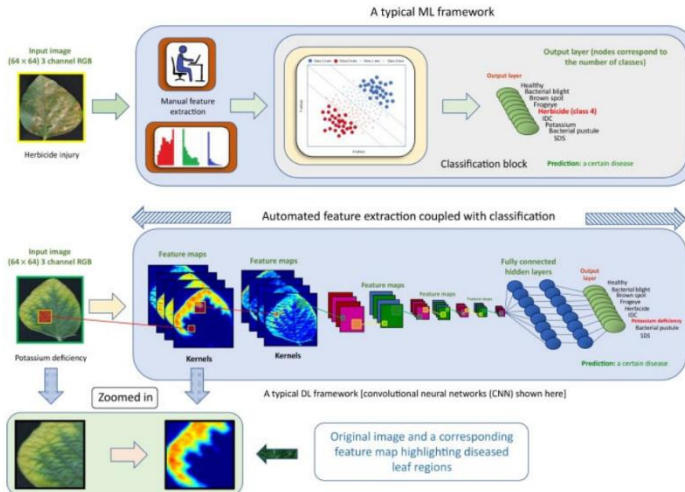 A typical ML framework
Input image
(64 × 64) 3 channel RGB
Herbicide injury
Manual feature
extraction
Classification block
Output layer (nodes correspond to
the number of classes)
Output layer
Healthy
Bacterial blight
Brown spot
Frogeye
Herbicide (class 4)
IDC
Potassium
Bacterial pustule
SDS
Prediction: a certain disease
Automated feature extraction coupled with classification
Input image
(64 × 64) 3 channel RGB
Potassium deficiency
Feature maps
Kernels
Feature maps
Kernels
Feature maps
Feature maps
Feature maps
Fully connected
hidden layers
Output
layer
Healthy
Bacterial blight
Brown spot
Frogeye
Herbicide
IDC
Potassium deficiency
Bacterial pustule
SDS
Prediction: a certain disease
A typical DL framework [convolutional neural networks (CNN) shown here]
Zoomed in
Original image and a corresponding
feature map highlighting diseased
leaf regions